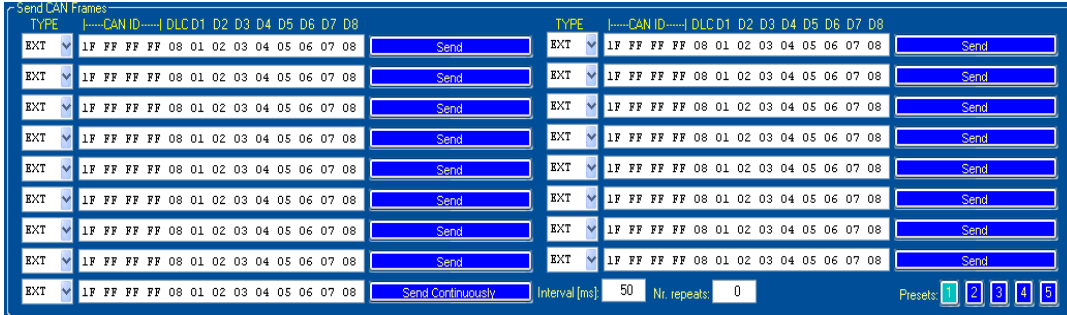 Send CAN Frames
TYPE |-----CAN ID-----| DLC D1 D2 D3 D4 D5 D6 D7 D8 TYPE |-----CAN ID-----| DLC D1 D2 D3 D4 D5 D6 D7 D8
EXT 1F FF FF FF 08 01 02 03 04 05 06 07 08 Send EXT 1F FF FF FF 08 01 02 03 04 05 06 07 08 Send
EXT 1F FF FF FF 08 01 02 03 04 05 06 07 08 Send EXT 1F FF FF FF 08 01 02 03 04 05 06 07 08 Send
EXT 1F FF FF FF 08 01 02 03 04 05 06 07 08 Send EXT 1F FF FF FF 08 01 02 03 04 05 06 07 08 Send
EXT 1F FF FF FF 08 01 02 03 04 05 06 07 08 Send EXT 1F FF FF FF 08 01 02 03 04 05 06 07 08 Send
EXT 1F FF FF FF 08 01 02 03 04 05 06 07 08 Send EXT 1F FF FF FF 08 01 02 03 04 05 06 07 08 Send
EXT 1F FF FF FF 08 01 02 03 04 05 06 07 08 Send EXT 1F FF FF FF 08 01 02 03 04 05 06 07 08 Send
EXT 1F FF FF FF 08 01 02 03 04 05 06 07 08 Send EXT 1F FF FF FF 08 01 02 03 04 05 06 07 08 Send
EXT 1F FF FF FF 08 01 02 03 04 05 06 07 08 Send EXT 1F FF FF FF 08 01 02 03 04 05 06 07 08 Send
EXT 1F FF FF FF 08 01 02 03 04 05 06 07 08 Send Continuously Interval [ms]: 50 Nr. repeats: 0 Presets: 1 2 3 4 5